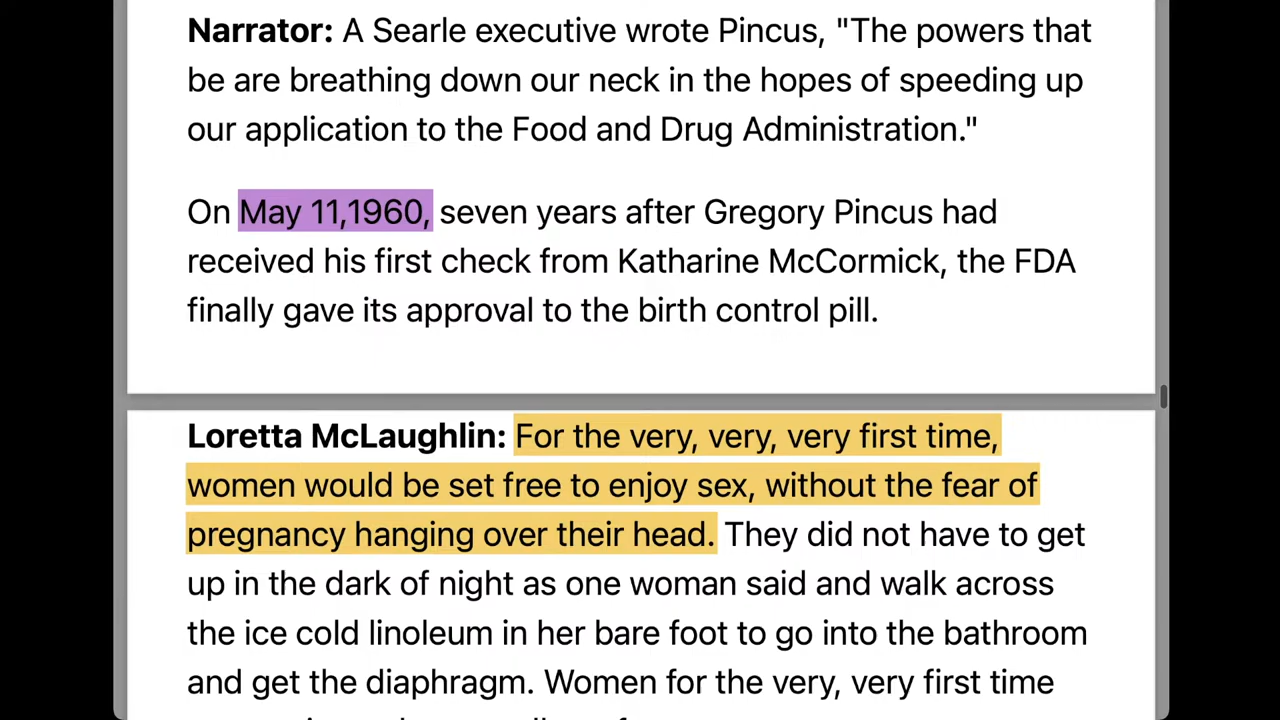 Narrator: A Searle executive wrote Pincus, "The powers that
be are breathing down our neck in the hopes of speeding up
our application to the Food and Drug Administration."
On May 11,1960, seven years after Gregory Pincus had
received his first check from Katharine McCormick, the FDA
finally gave its approval to the birth control pill.
Loretta McLaughlin: For the very, very, very first time,
women would be set free to enjoy sex, without the fear of
pregnancy hanging over their head. They did not have to get
up in the dark of night as one woman said and walk across
the ice cold linoleum in her bare foot to go into the bathroom
and get the diaphragm. Women for the very, very first time